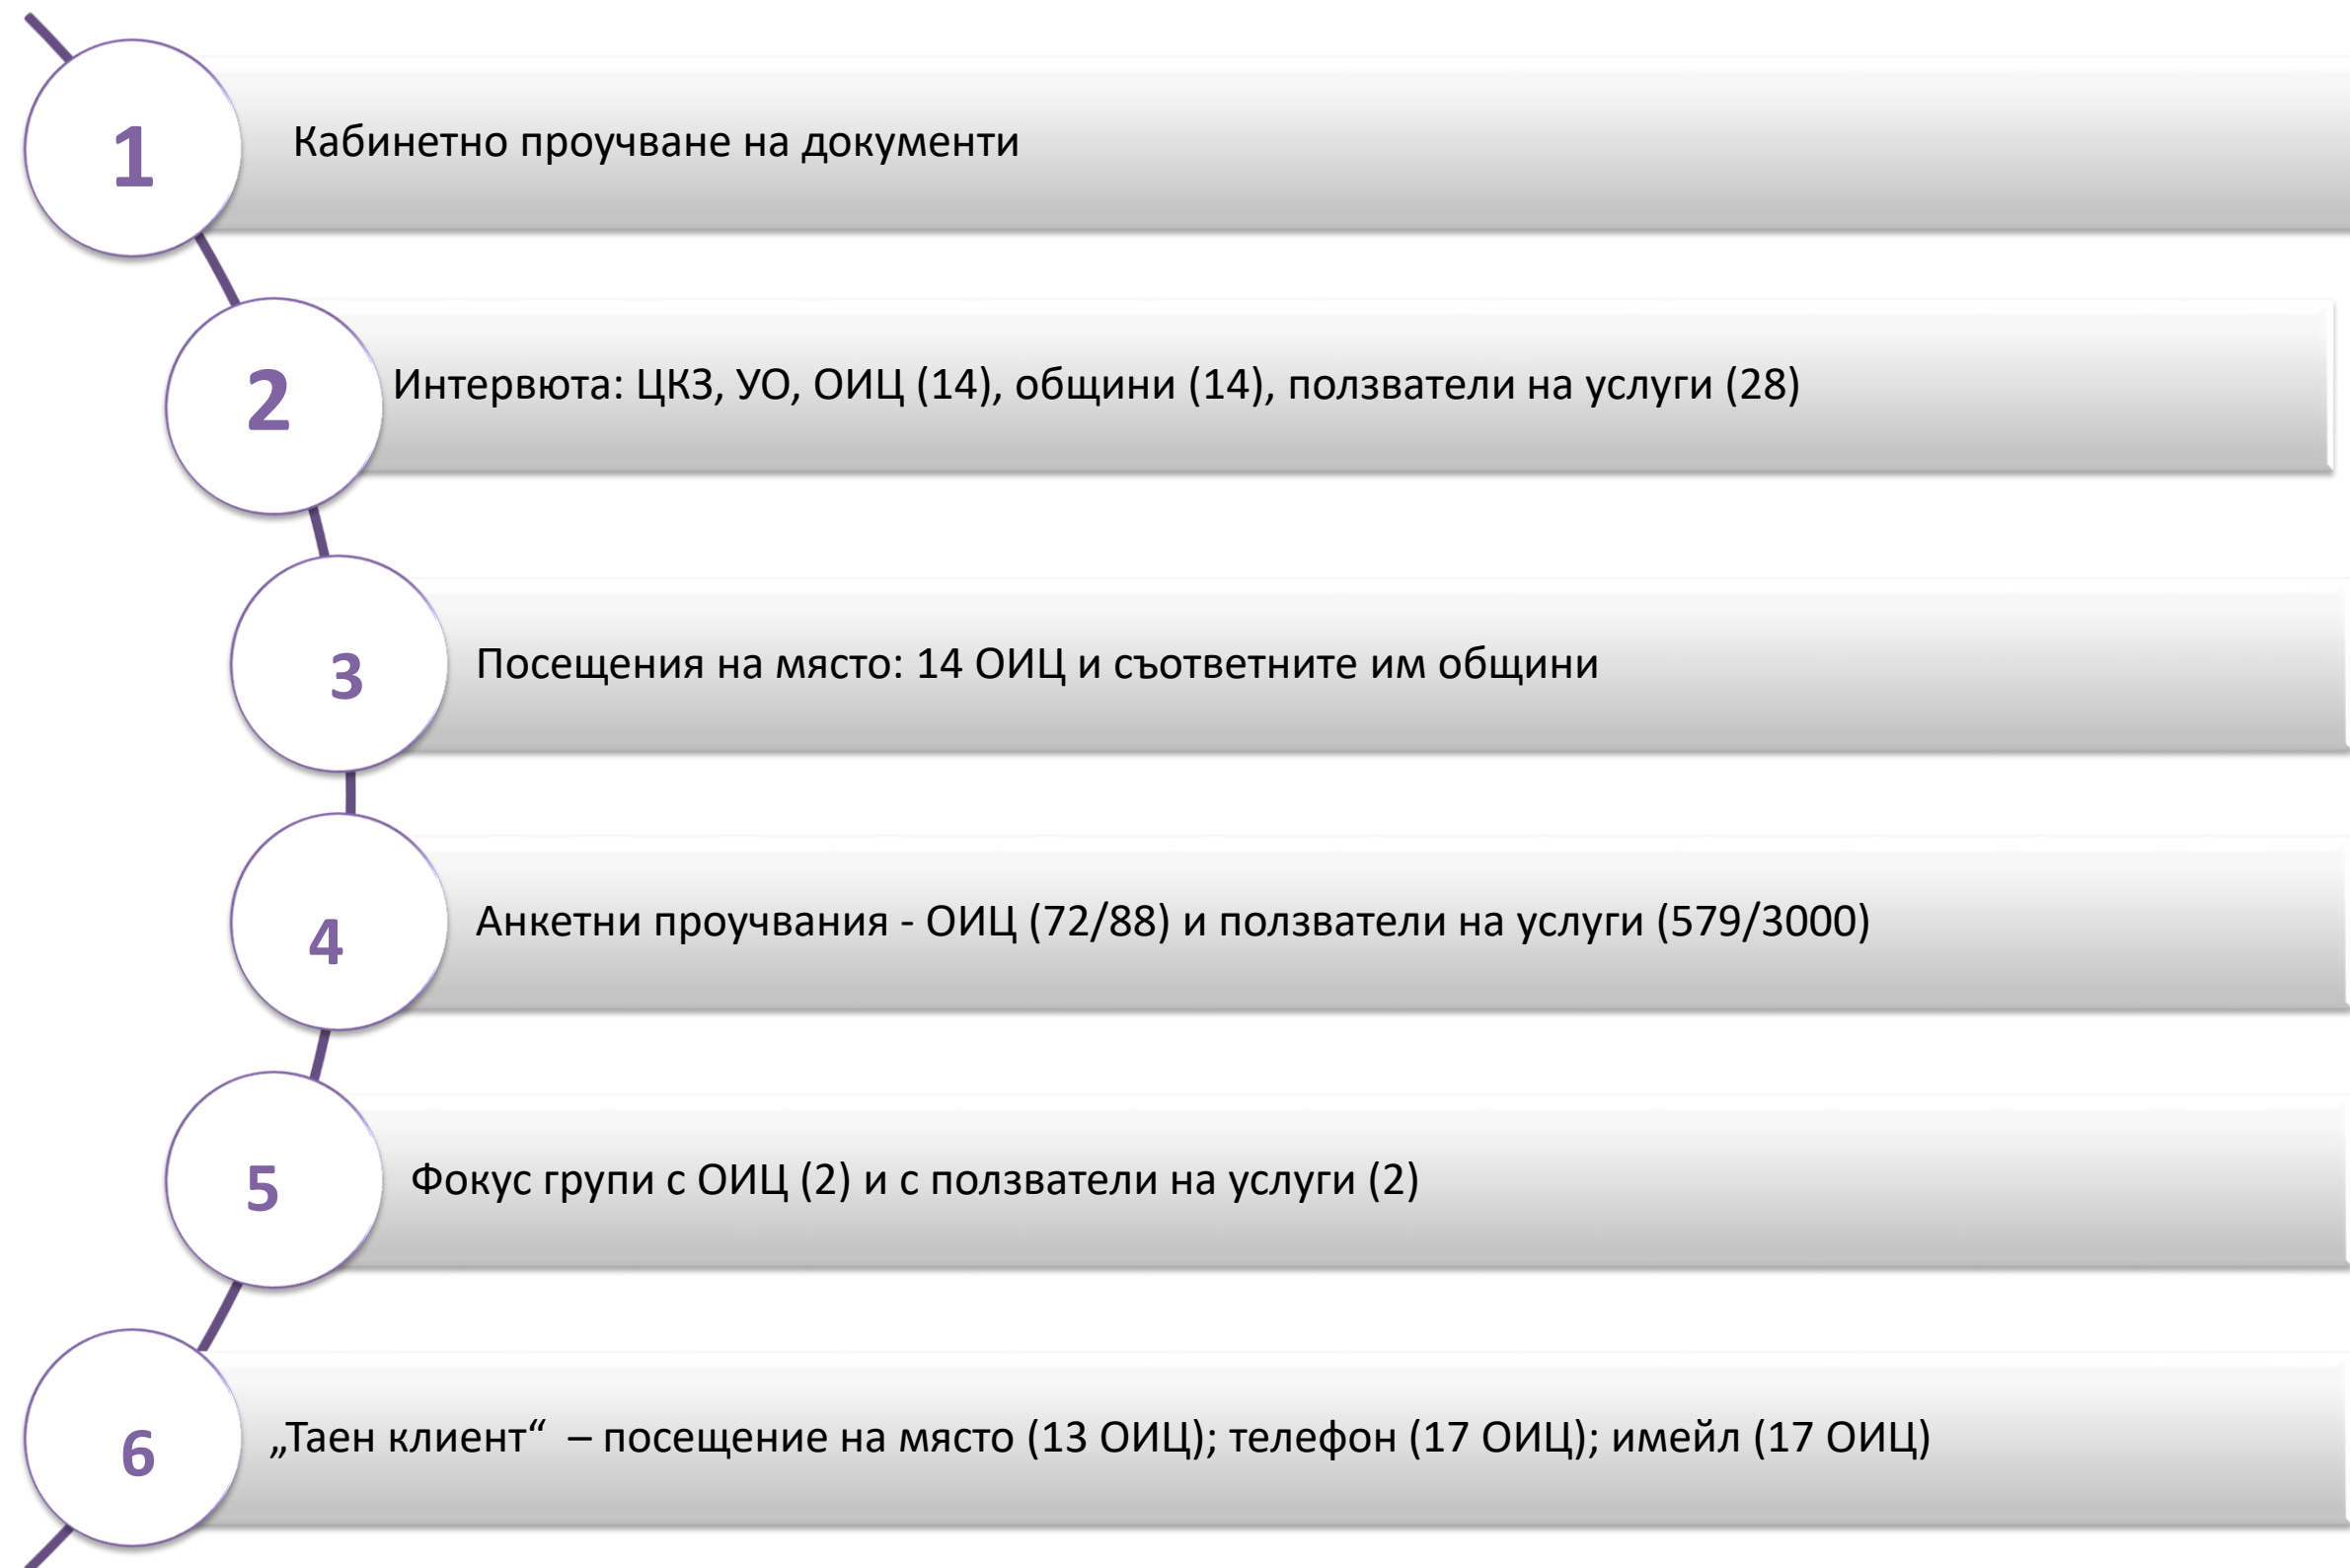 1
Кабинетно проучване на документи
2
Интервюта: ЦКЗ, УО, ОИЦ (14), общини (14), ползватели на услуги (28)
3
Посещения на място: 14 ОИЦ и съответните им общини
4
Анкетни проучвания - ОИЦ (72/88) и ползватели на услуги (579/3000)
5
Фокус групи с ОИЦ (2) и с ползватели на услуги (2)
6
„Таен клиент“ – посещение на място (13 ОИЦ); телефон (17 ОИЦ); имейл (17 ОИЦ)